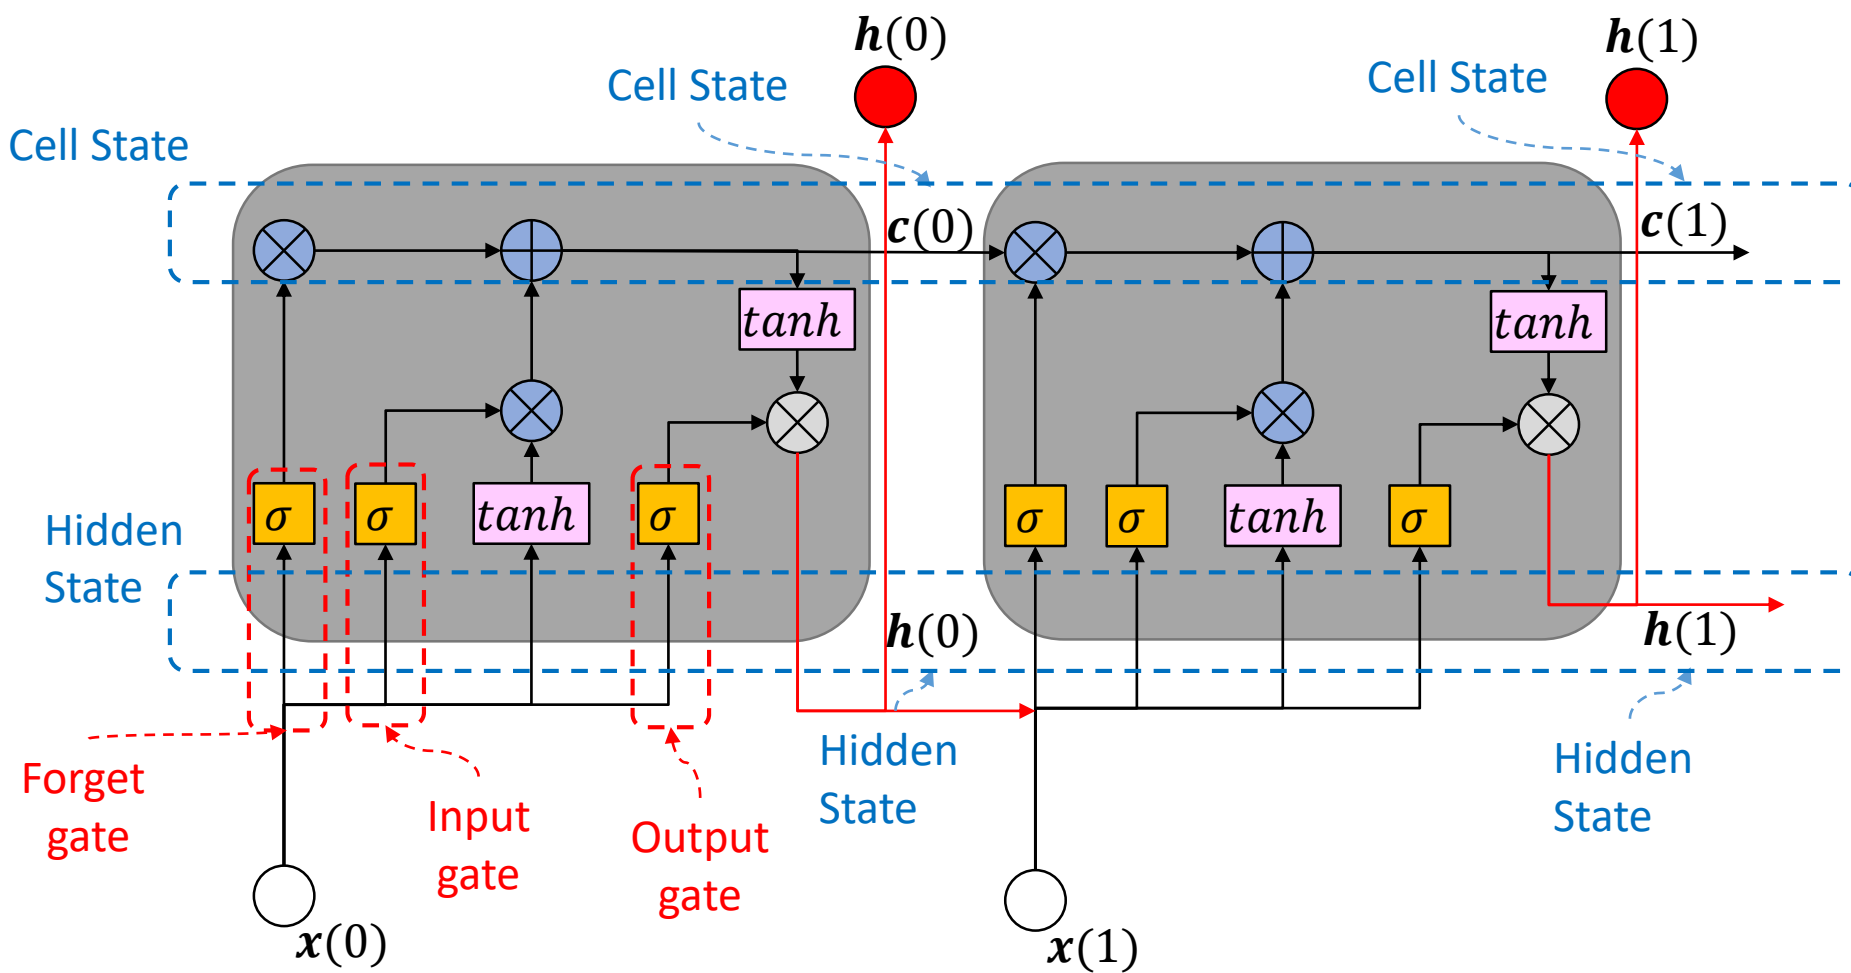 h(0)
h(1)
Cell State
Cell State
Cell State
c(0)
c(1)
tanh
tanh
σ
σ
tanh
σ
σ
σ
tanh
σ
Hidden
State
h(0)
h(1)
Forget
gate
Input
gate
Output
gate
Hidden
State
Hidden
State
x(0)
x(1)